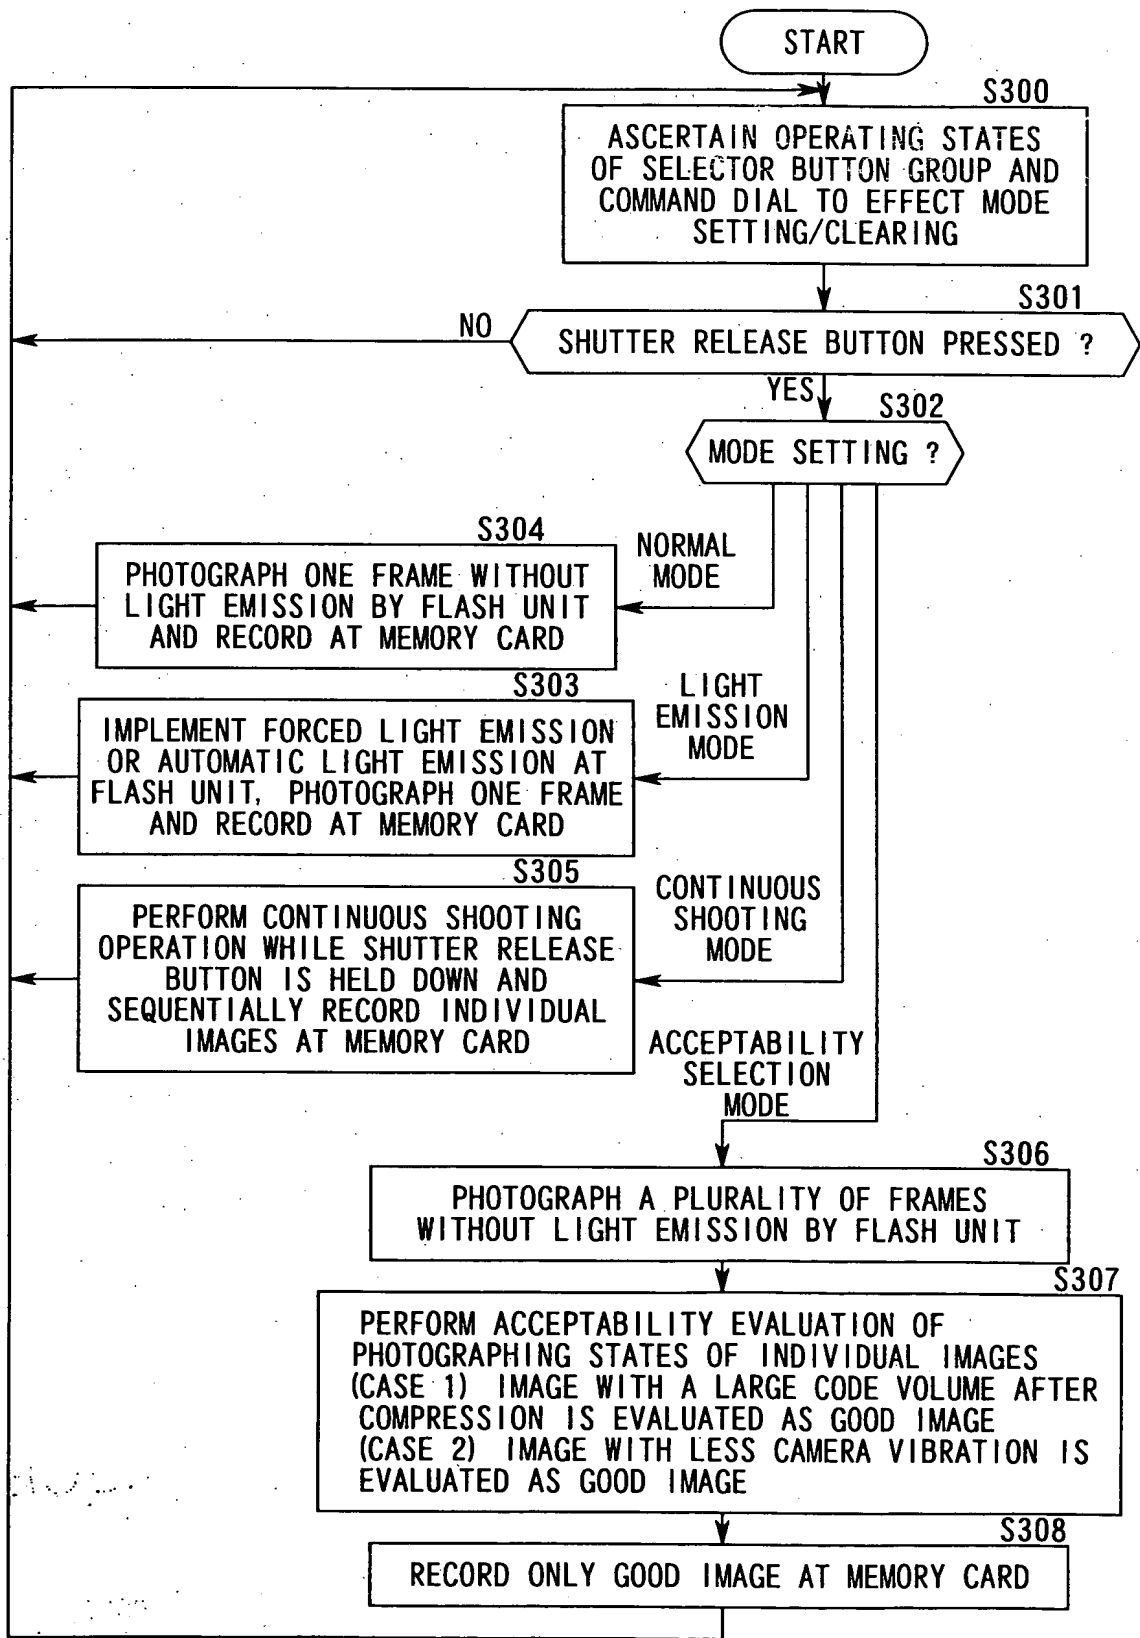 START
S300
ASCERTAIN OPERATING STATES
OF SELECTOR BUTTON GROUP AND
COMMAND DIAL TO EFFECT MODE
SETTING/CLEARING
S301
NO
SHUTTER RELEASE BUTTON PRESSED ?
YES
S302
MODE SETTING ?
S304
NORMAL
MODE
PHOTOGRAPH ONE FRAME WITHOUT
LIGHT EMISSION BY FLASH UNIT
AND RECORD AT MEMORY CARD
S303
LIGHT
EMISSION
MODE
IMPLEMENT FORCED LIGHT EMISSION
OR AUTOMATIC LIGHT EMISSION AT
FLASH UNIT, PHOTOGRAPH ONE FRAME
AND RECORD AT MEMORY CARD
S305
CONTINUOUS
SHOOTING
MODE
PERFORM CONTINUOUS SHOOTING
OPERATION WHILE SHUTTER RELEASE
BUTTON IS HELD DOWN AND
SEQUENTIALLY RECORD INDIVIDUAL
IMAGES AT MEMORY CARD
ACCEPTABILITY
SELECTION
MODE
S306
PHOTOGRAPH A PLURALITY OF FRAMES
WITHOUT LIGHT EMISSION BY FLASH UNIT
S307
PERFORM ACCEPTABILITY EVALUATION OF
PHOTOGRAPHING STATES OF INDIVIDUAL IMAGES
(CASE 1) IMAGE WITH A LARGE CODE VOLUME AFTER
COMPRESSION IS EVALUATED AS GOOD IMAGE
(CASE 2) IMAGE WITH LESS CAMERA VIBRATION IS
EVALUATED AS GOOD IMAGE
S308
RECORD ONLY GOOD IMAGE AT MEMORY CARD